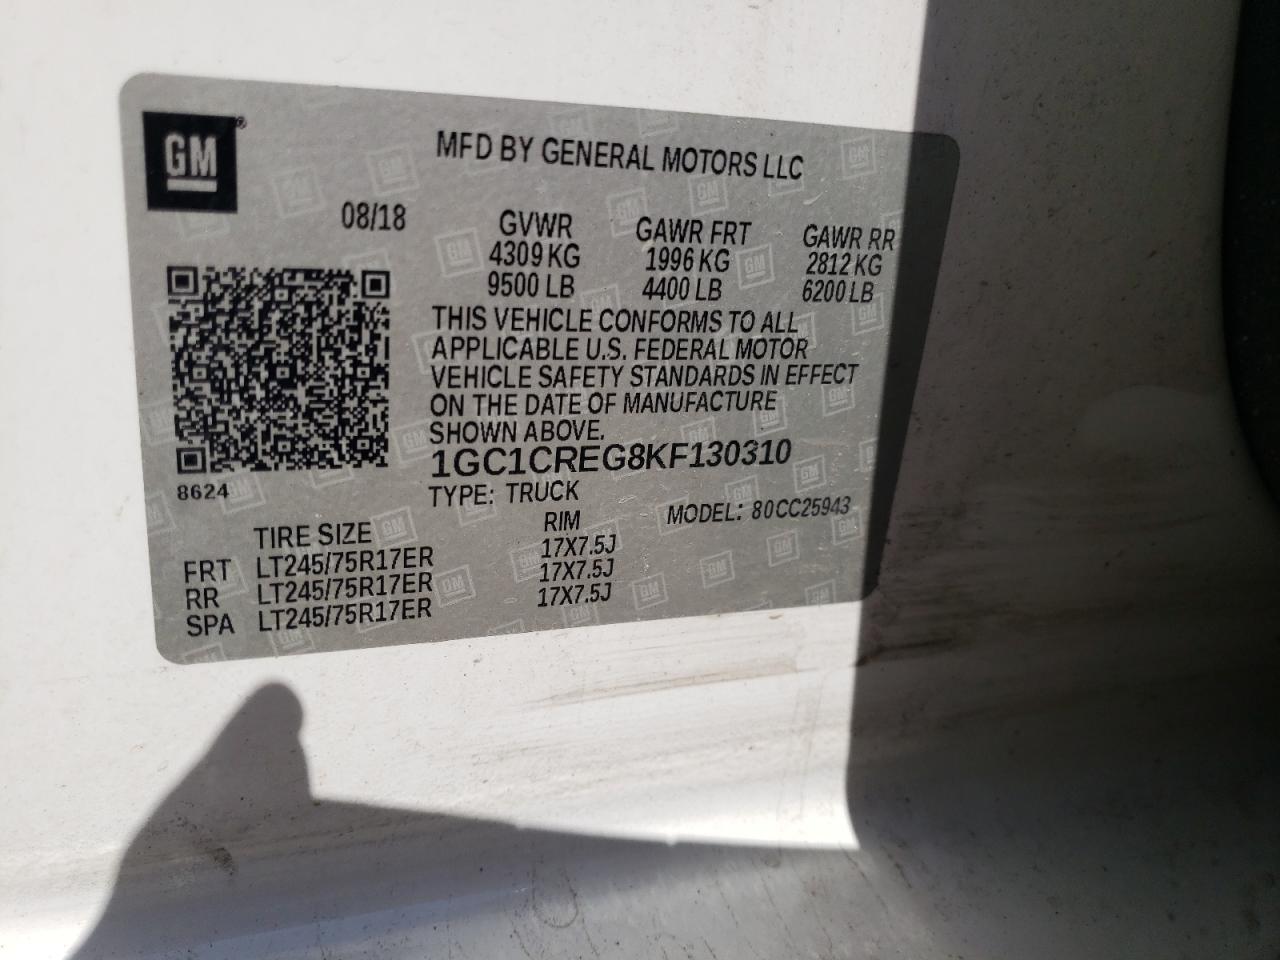 GM®
MFD BY GENERAL MOTORS LLC
08/18
GVWR GAWR FRT GAWR RR
4309 KG 1996 KG 2812 KG
9500 LB 4400 LB 6200 LB
THIS VEHICLE CONFORMS TO ALL
APPLICABLE U.S. FEDERAL MOTOR
VEHICLE SAFETY STANDARDS IN EFFECT
ON THE DATE OF MANUFACTURE
SHOWN ABOVE.
1GC1CREG8KF130310
8624
TYPE: TRUCK MODEL: 80CC25943
TIRE SIZE RIM
FRT LT245/75R17ER 17X7.5J
RR LT245/75R17ER 17X7.5J
SPA LT245/75R17ER 17X7.5J